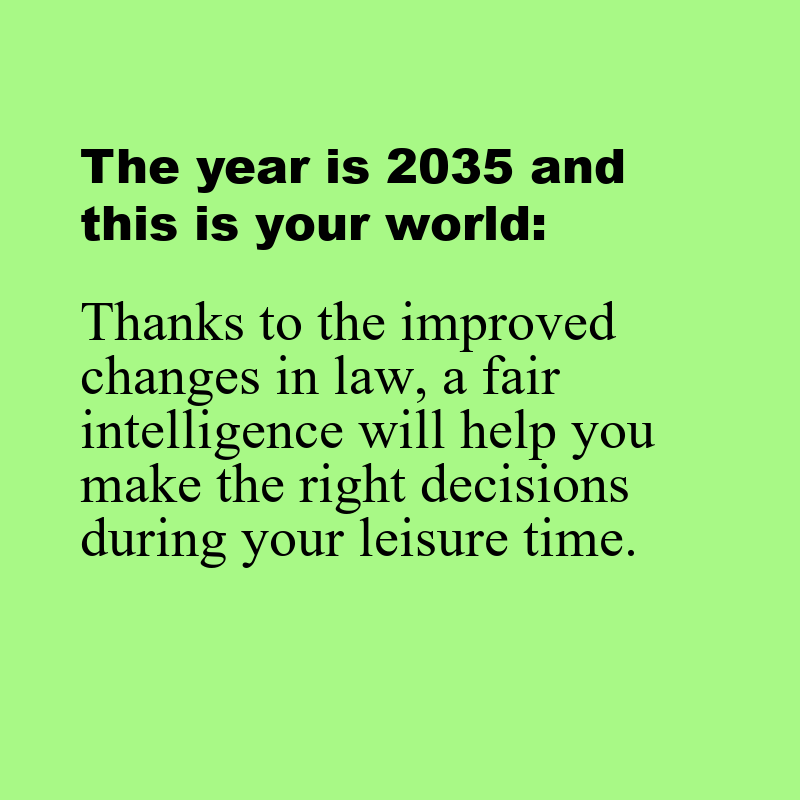 The year is 2035 and
this is your world:
Thanks to the improved
changes in law, a fair
intelligence will help you
make the right decisions
during your leisure time.